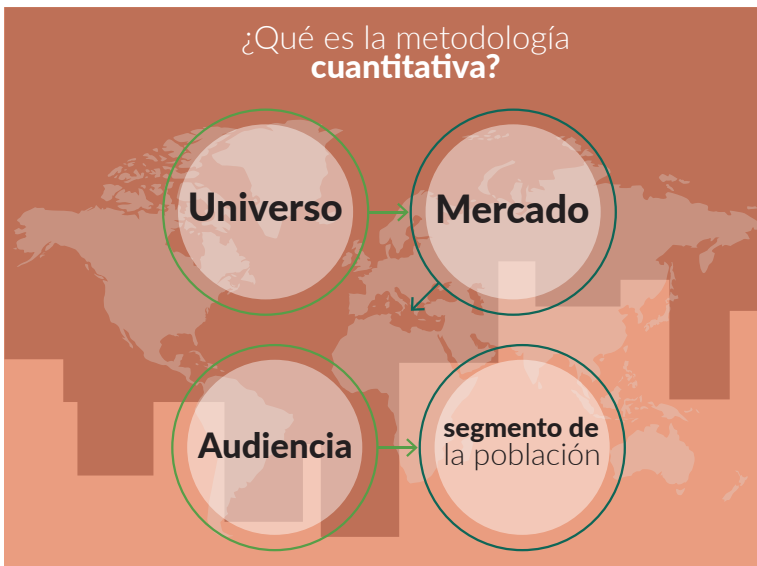 ¿Qué es la metodología
cuantitativa?
Universo
Mercado
Audiencia
segmento de
la población